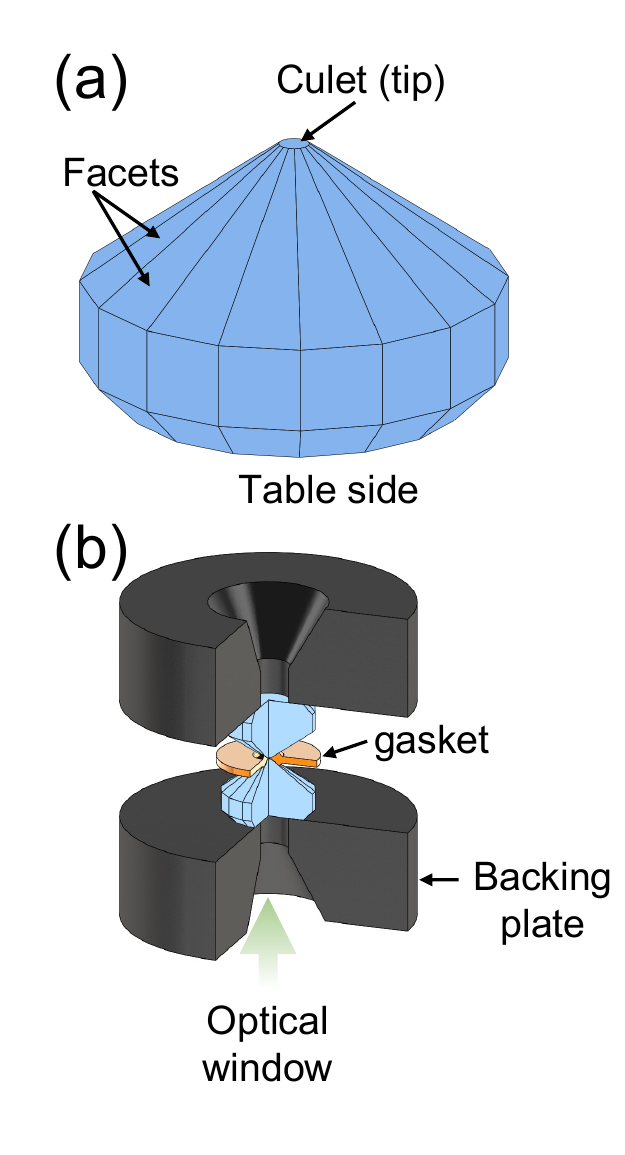 (a)
Culet (tip)
Facets
Table side
(b)
gasket
Backing
plate
Optical
window